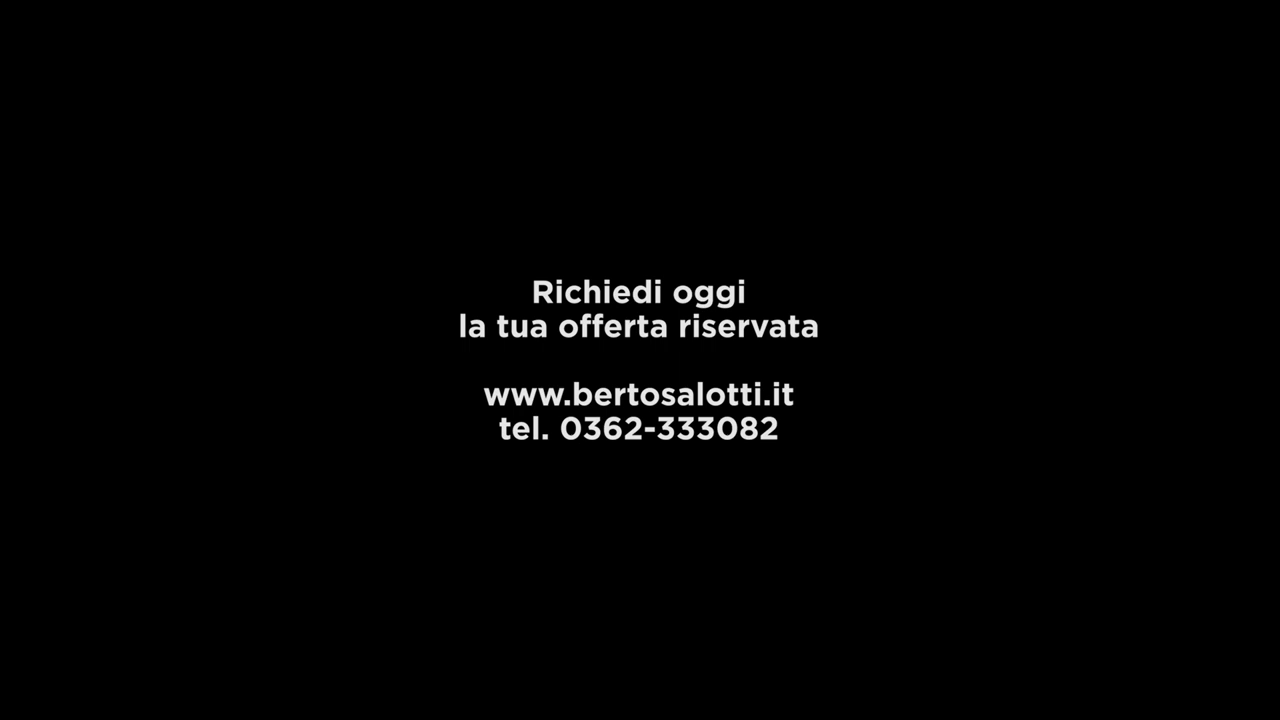 Richiedi oggi
la tua offerta riservata
www.bertosalotti.it
tel. 0362-333082